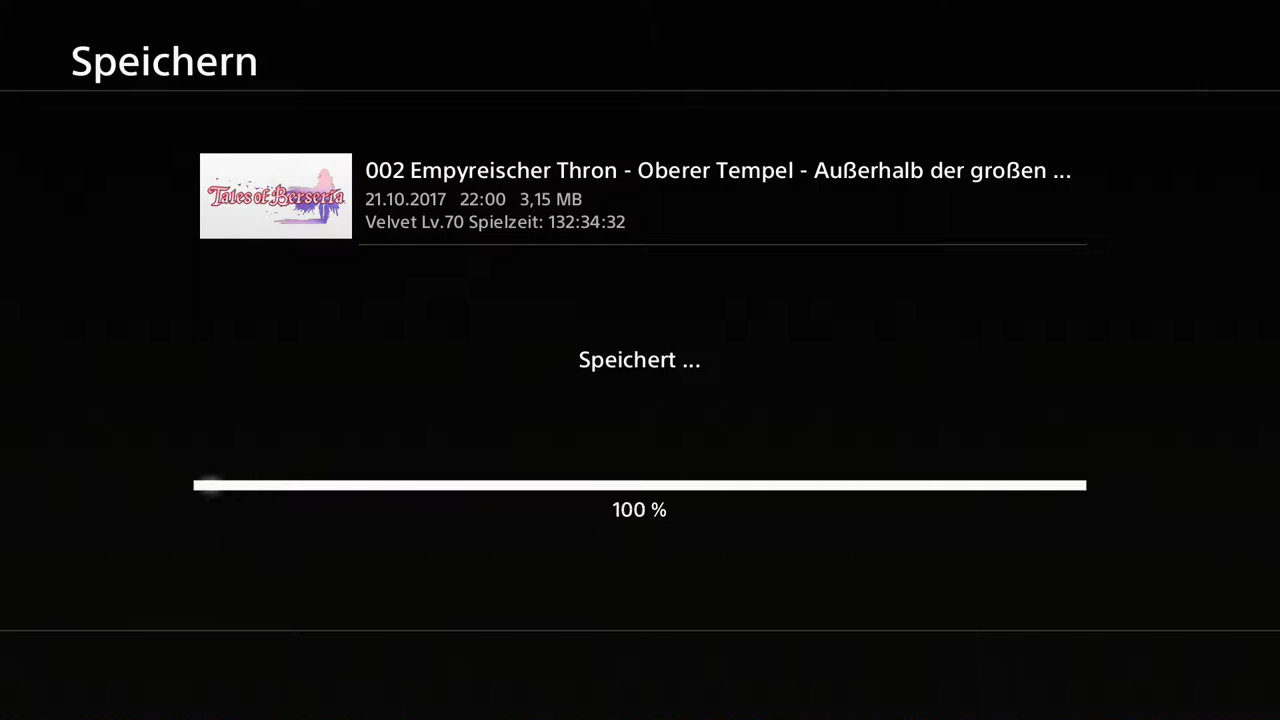 Speichern
Tales of Berseria
002 Empyreischer Thron - Oberer Tempel - Außerhalb der großen ...
21.10.2017 22:00 3,15 MB
Velvet Lv.70 Spielzeit: 132:34:32
Speichert ...
100 %